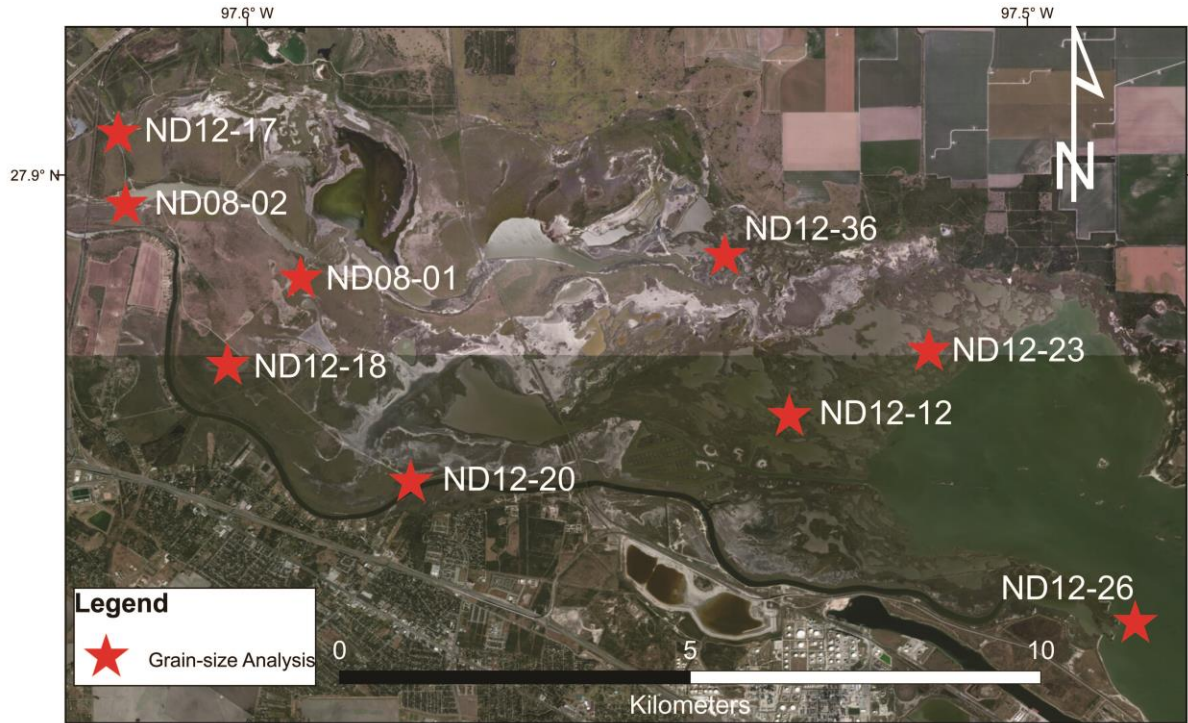 97.6° W
97.5° W
27.9° N
N
ND12-17
ND08-02
ND12-36
ND08-01
ND12-23
ND12-18
ND12-12
ND12-20
ND12-26
Legend
Grain-size Analysis
0 5 10
Kilometers